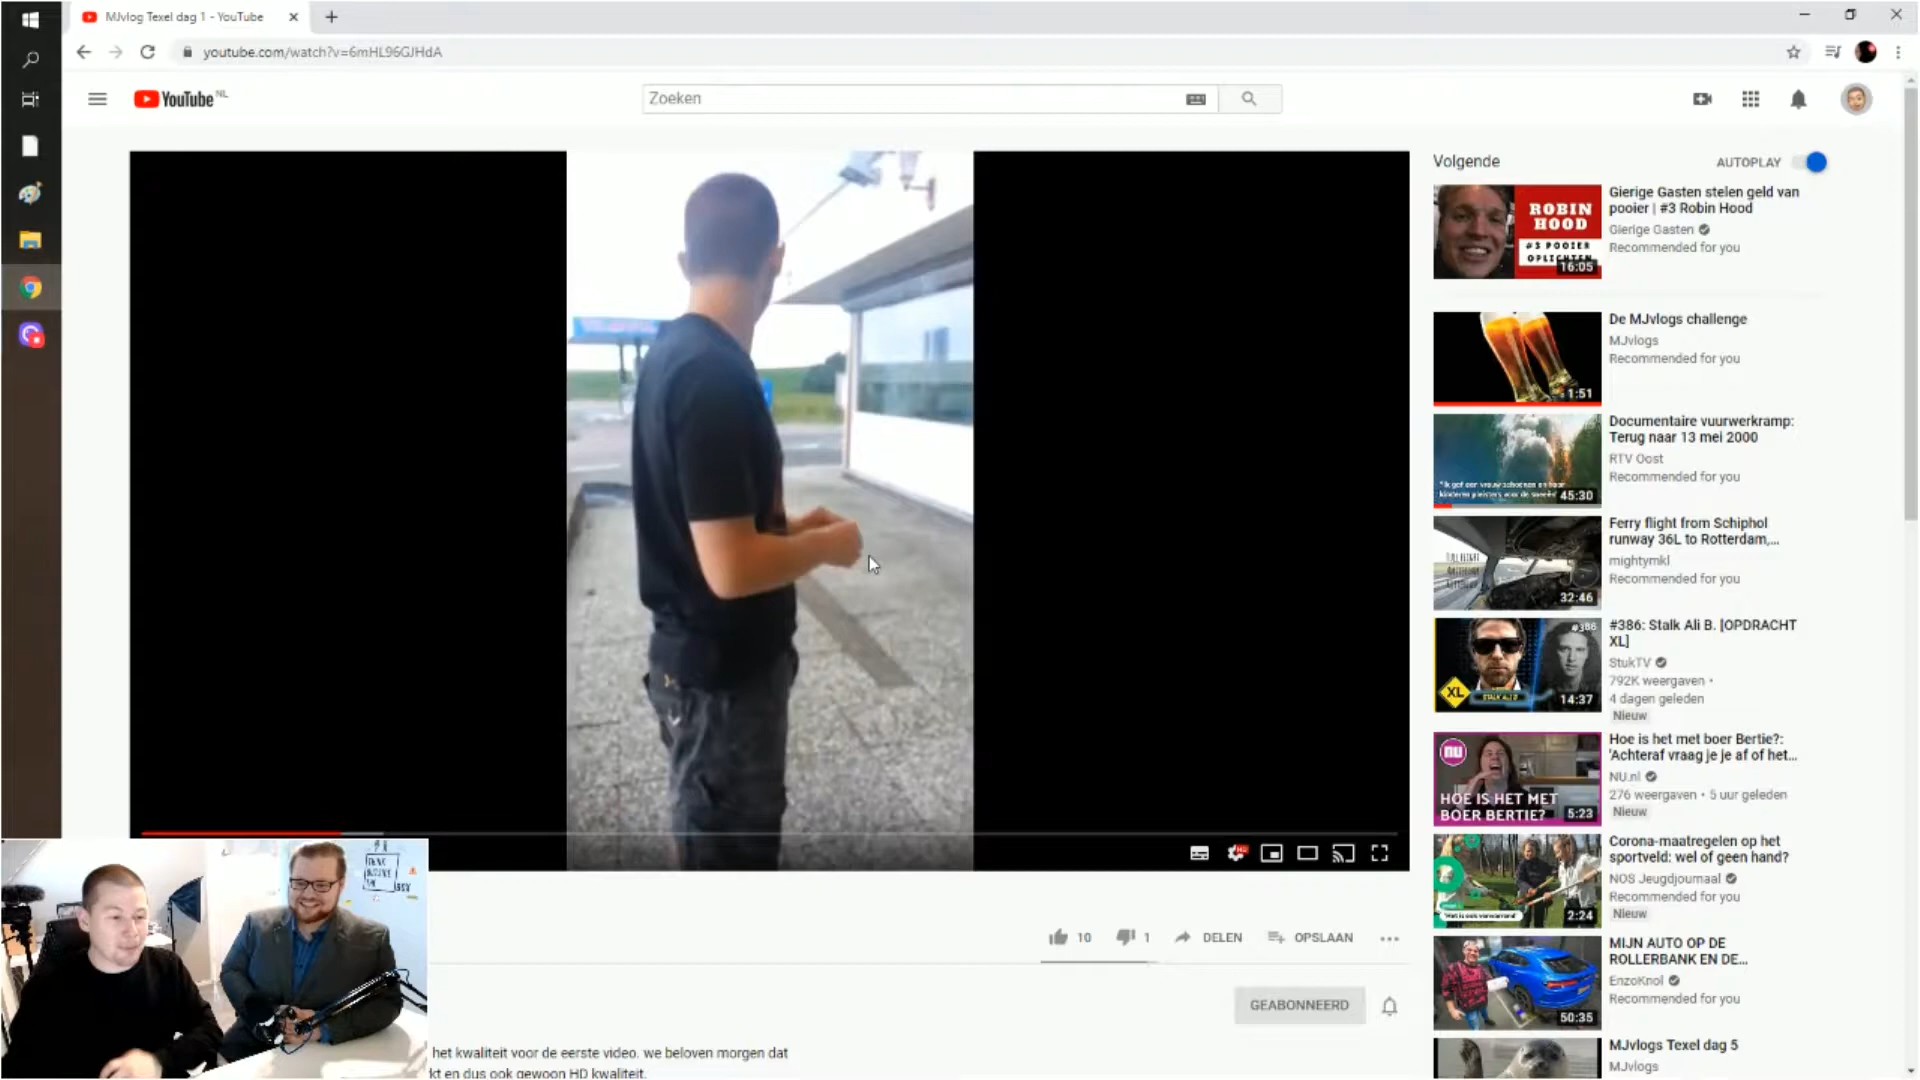 MJvlog Texel dag 1 - YouTube
youtube.com/watch?v=6mHL96GJHdA
YouTube NL
Zoeken
Volgende
AUTOPLAY
ROBIN
HOOD
#3 POOIER
OPLICHTEN
16:05
Gierige Gasten stelen geld van
pooier | #3 Robin Hood
Gierige Gasten
Recommended for you
1:51
De MJvlogs challenge
MJvlogs
Recommended for you
45:30
Documentaire vuurwerkramp:
Terug naar 13 mei 2000
RTV Oost
Recommended for you
32:46
Ferry flight from Schiphol
runway 36L to Rotterdam,...
mightymkl
Recommended for you
#386
XL
STALK ALI B
14:37
#386: Stalk Ali B. [OPDRACHT
XL]
StukTV
792K weergaven •
4 dagen geleden
Nieuw
nu
HOE IS HET MET
BOER BERTIE?
5:23
Hoe is het met boer Bertie?:
'Achteraf vraag je je af of het...
NU.nl
276 weergaven • 5 uur geleden
Nieuw
2:24
Corona-maatregelen op het
sportveld: wel of geen hand?
NOS Jeugdjournaal
Recommended for you
Nieuw
50:35
MIJN AUTO OP DE
ROLLERBANK EN DE...
EnzoKnol
Recommended for you
MJvlogs Texel dag 5
MJvlogs
HD
10
1
DELEN
OPSLAAN
GEABONNEERD
het kwaliteit voor de eerste video. we beloven morgen dat
kt en dus ook gewoon HD kwaliteit.